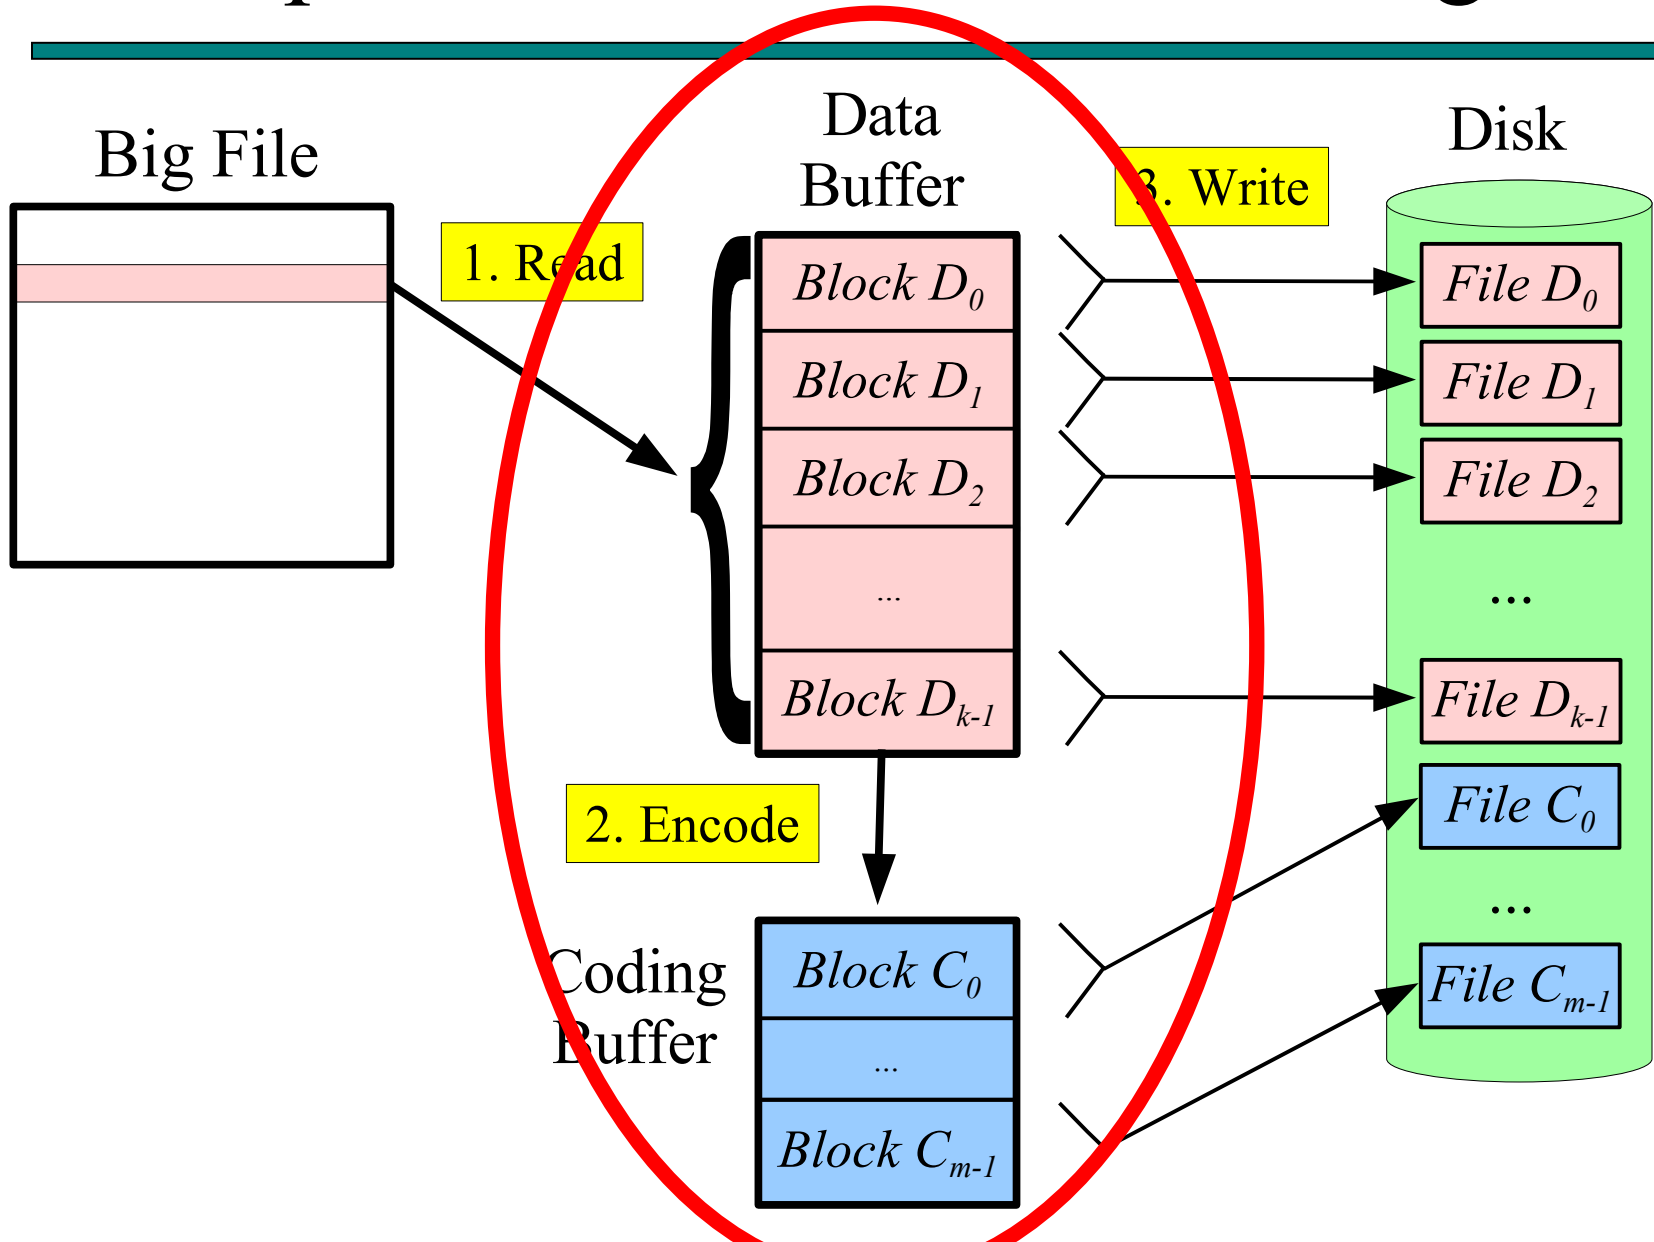 Big File
1. Read
Data
Buffer
3. Write
Disk
Block D0
Block D1
Block D2
...
Block Dk-1
2. Encode
Coding
Buffer
Block C0
...
Block Cm-1
File D0
File D1
File D2
...
File Dk-1
File C0
...
File Cm-1